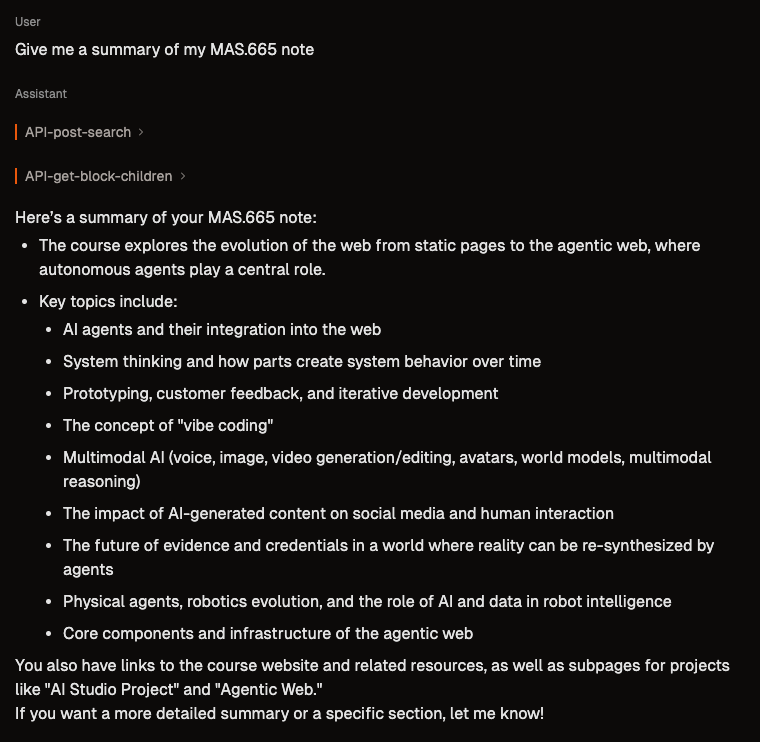 User
Give me a summary of my MAS.665 note
Assistant
API-post-search
API-get-block-children
Here’s a summary of your MAS.665 note:
• The course explores the evolution of the web from static pages to the agentic web, where
autonomous agents play a central role.
• Key topics include:
• AI agents and their integration into the web
• System thinking and how parts create system behavior over time
• Prototyping, customer feedback, and iterative development
• The concept of "vibe coding"
• Multimodal AI (voice, image, video generation/editing, avatars, world models, multimodal
reasoning)
• The impact of AI-generated content on social media and human interaction
• The future of evidence and credentials in a world where reality can be re-synthesized by
agents
• Physical agents, robotics evolution, and the role of AI and data in robot intelligence
• Core components and infrastructure of the agentic web
You also have links to the course website and related resources, as well as subpages for projects
like "AI Studio Project" and "Agentic Web."
If you want a more detailed summary or a specific section, let me know!